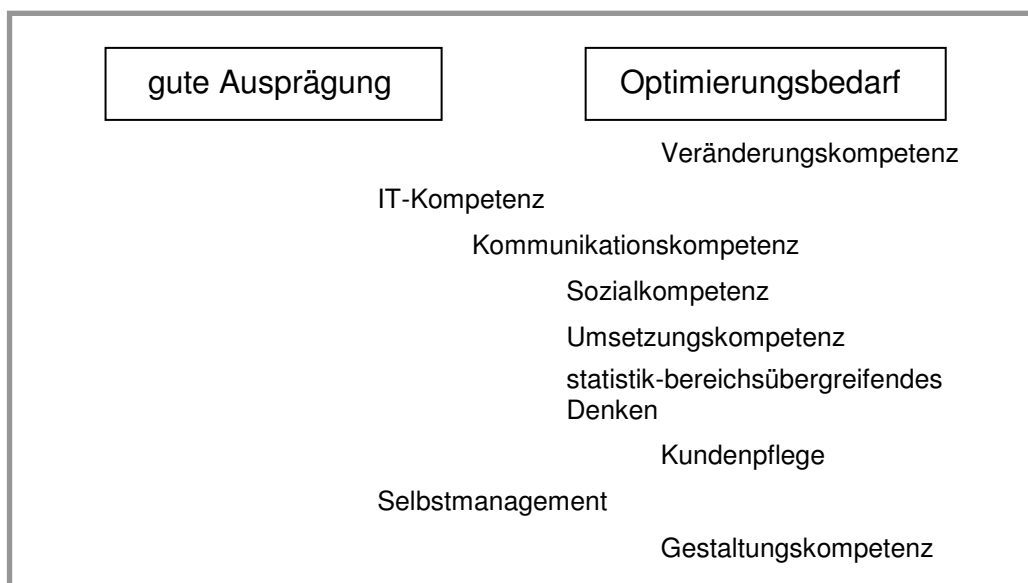 gute Ausprägung
Optimierungsbedarf
Veränderungskompetenz
IT-Kompetenz
Kommunikationskompetenz
Sozialkompetenz
Umsetzungskompetenz
statistik-bereichsübergreifendes
Denken
Kundenpflege
Selbstmanagement
Gestaltungskompetenz